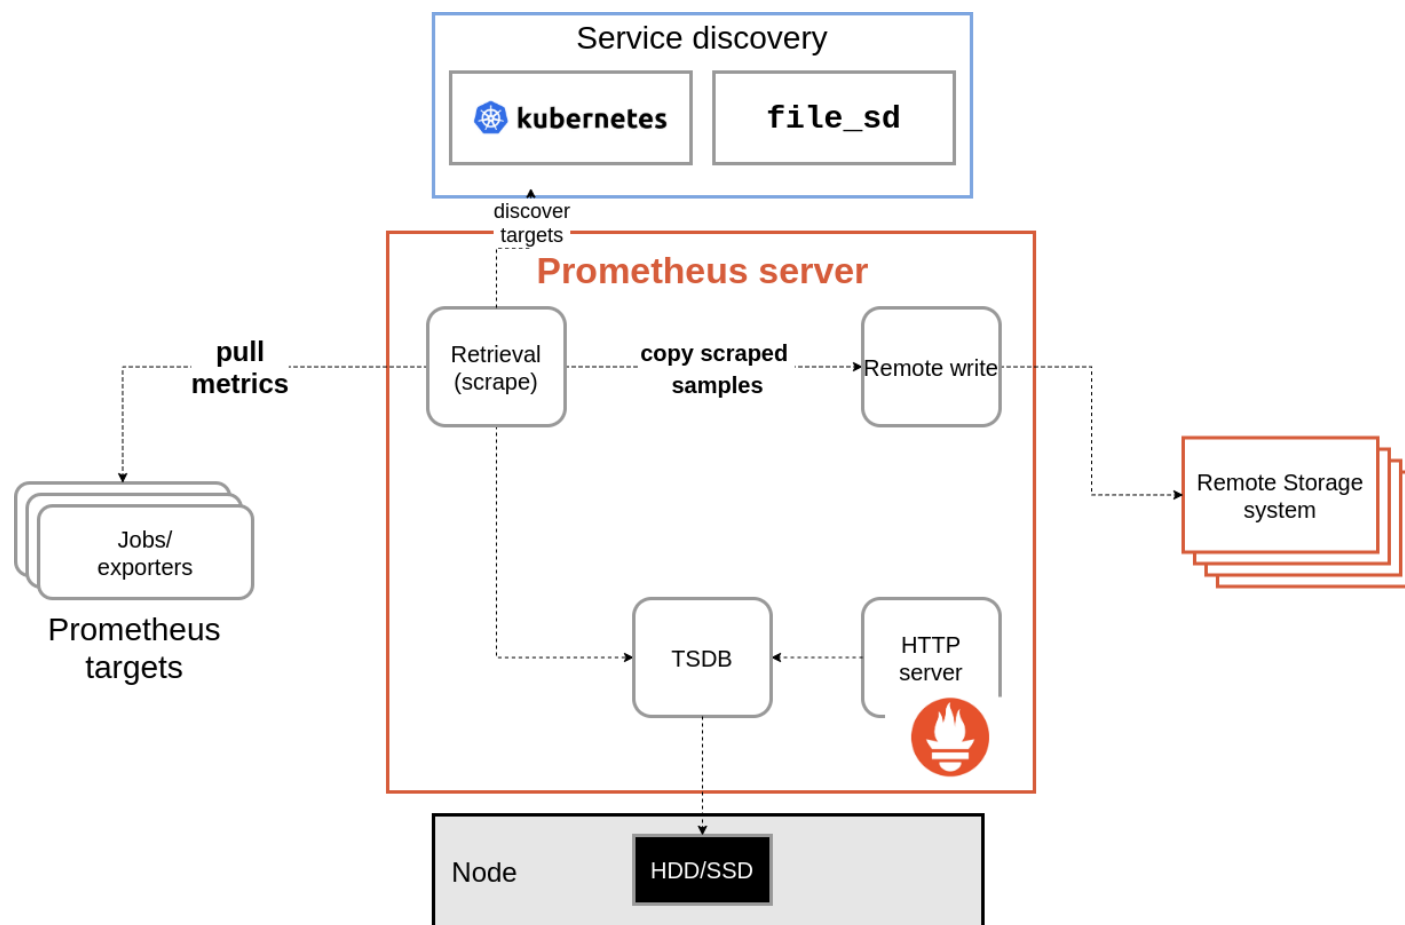 Service discovery
kubernetes
file_sd
discover
targets
Prometheus server
pull
metrics
Retrieval
(scrape)
copy scraped
samples
Remote write
Remote Storage
system
Jobs/
exporters
Prometheus
targets
TSDB
HTTP
server
Node
HDD/SSD